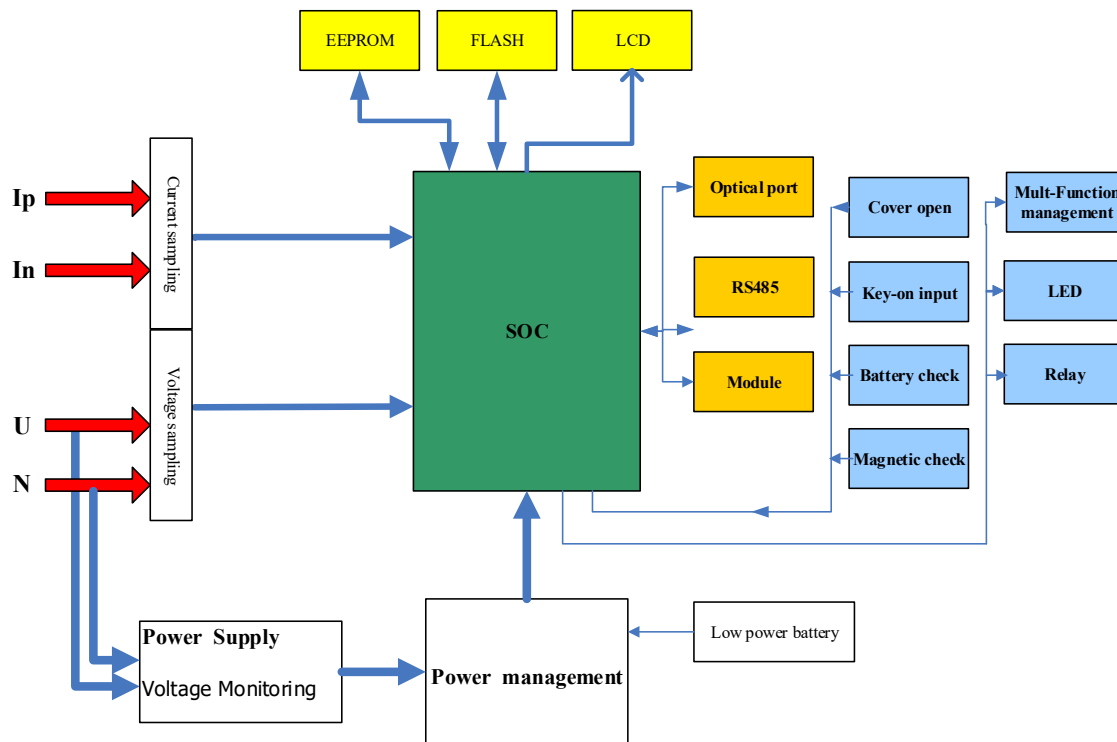 EEPROM
FLASH
LCD
Ip
In
U
N
Current sampling
Voltage sampling
SOC
Optical port
RS485
Module
Cover open
Key-on input
Battery check
Magnetic check
Mult-Function
management
LED
Relay
Power Supply
Voltage Monitoring
Power management
Low power battery